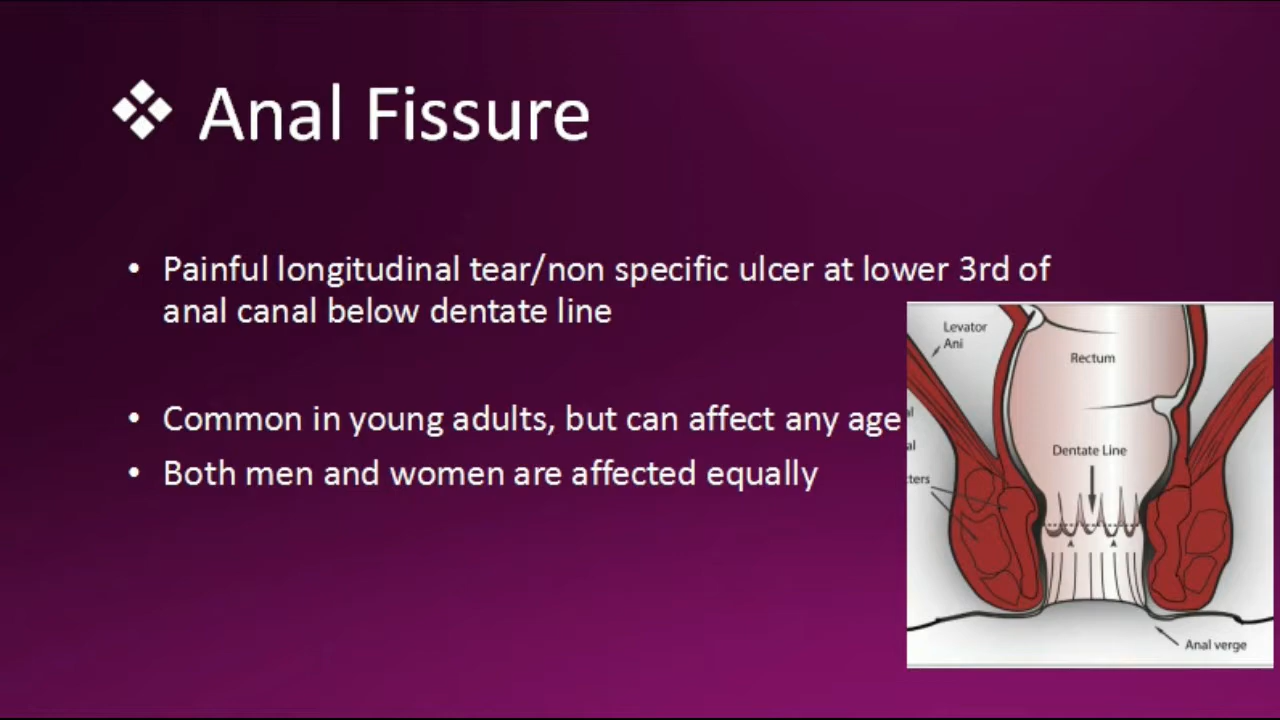 ❖ Anal Fissure
• Painful longitudinal tear/non specific ulcer at lower 3rd of
anal canal below dentate line
• Common in young adults, but can affect any age
• Both men and women are affected equally
Levator
Ani
Rectum
Dentate Line
Anal verge